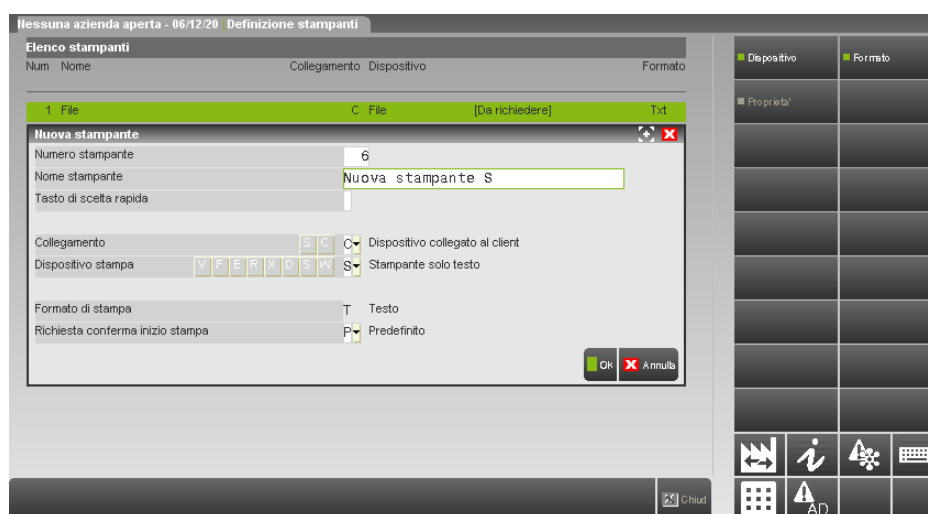 Nessuna azienda aperta - 06/12/20 Definizione stampanti
Elenco stampanti
Num Nome Collegamento Dispositivo Formato
1 File C File [Da richiedere] Txt
Nuova stampante
Numero stampante 6
Nome stampante Nuova stampante S
Tasto di scelta rapida
Collegamento S C C Dispositivo collegato al client
Dispositivo stampa V F E R X D S W S Stampante solo testo
Formato di stampa T Testo
Richiesta conferma inizio stampa P Predefinito
Ok Annulla
Dispositivo Formato
Proprieta'
Chiud
AD